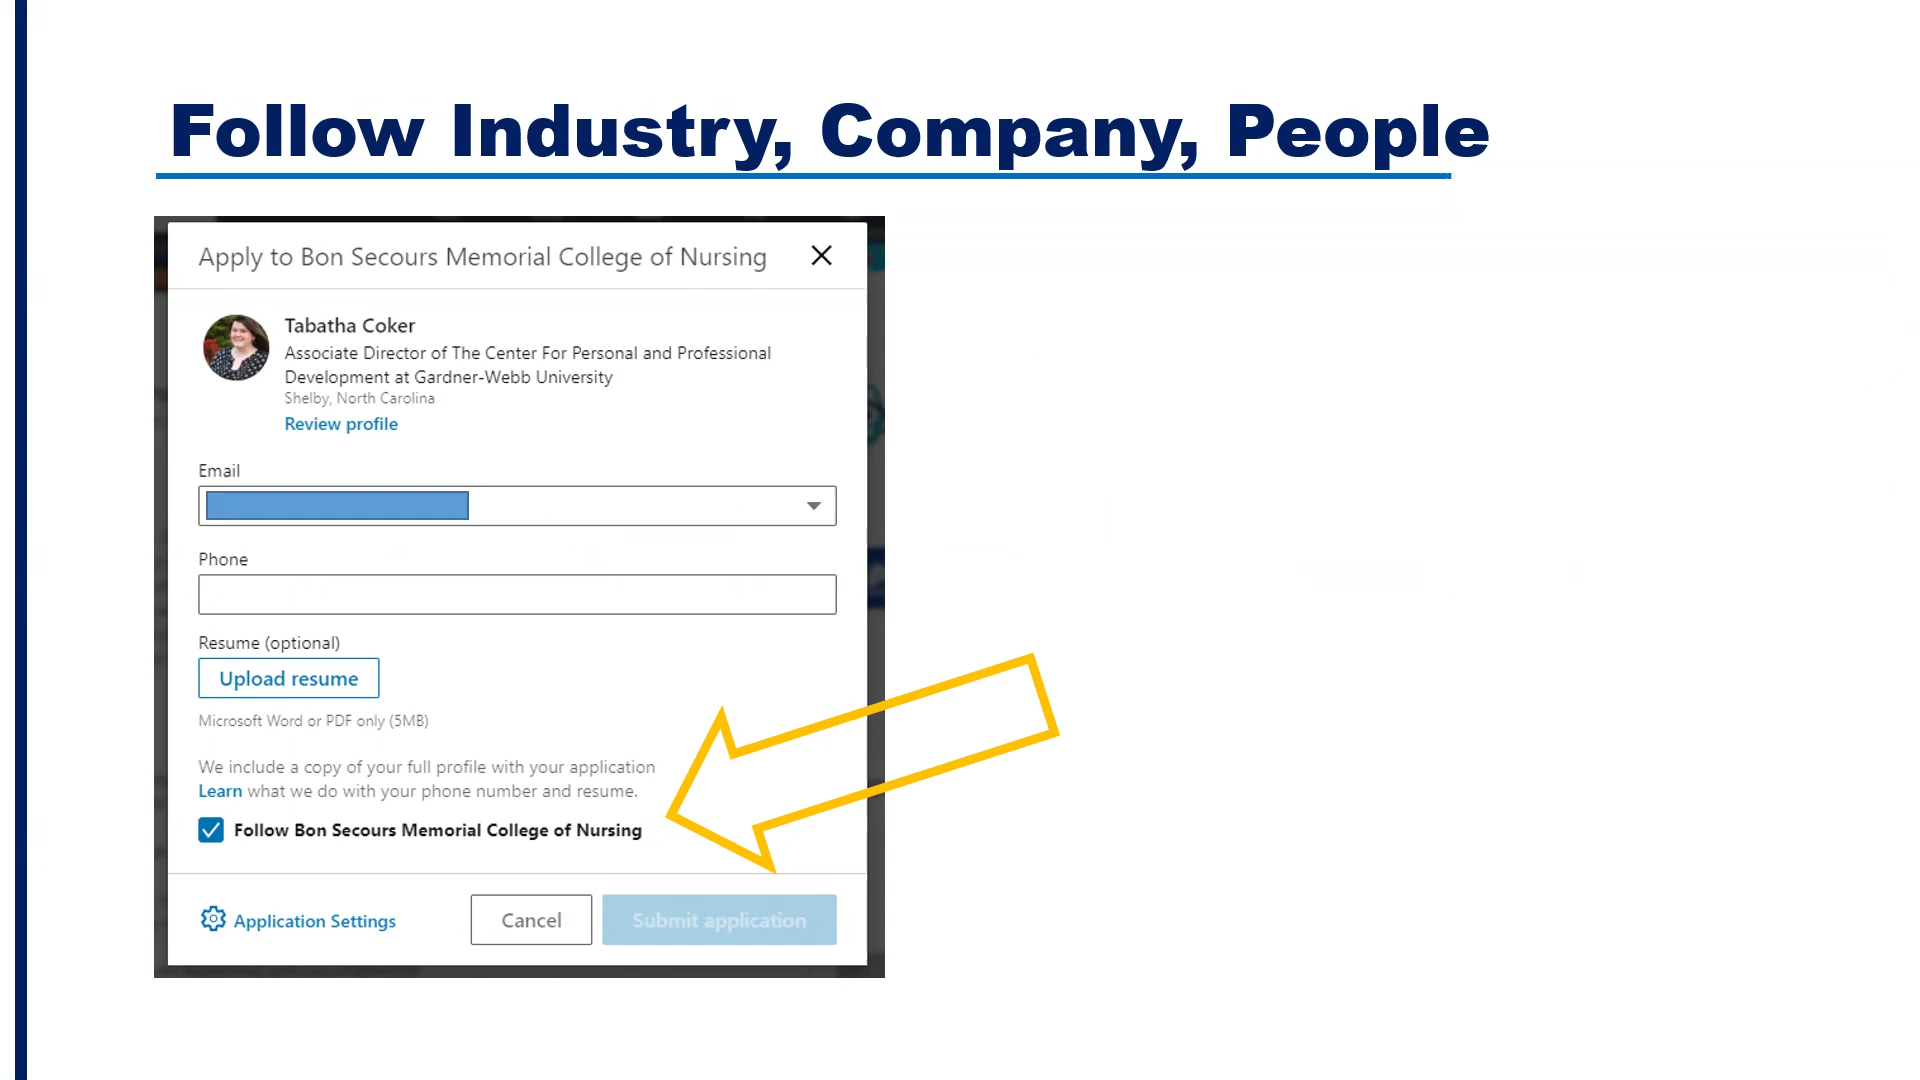 Follow Industry, Company, People
Apply to Bon Secours Memorial College of Nursing
Tabatha Coker
Associate Director of The Center For Personal and Professional
Development at Gardner-Webb University
Shelby, North Carolina
Review profile
Email
Phone
Resume (optional)
Upload resume
Microsoft Word or PDF only (5MB)
We include a copy of your full profile with your application
Learn what we do with your phone number and resume.
Follow Bon Secours Memorial College of Nursing
Application Settings
Cancel
Submit application